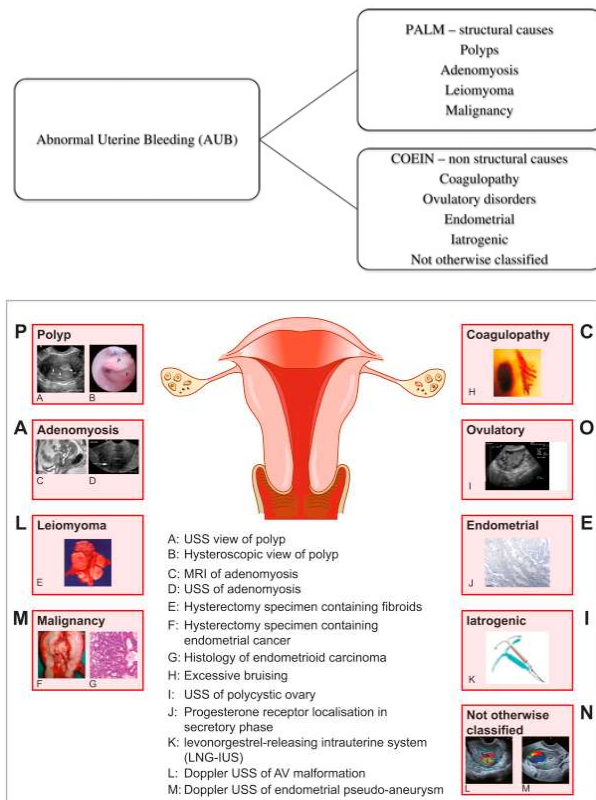 PALM – structural causes
Polyps
Adenomyosis
Leiomyoma
Malignancy
Abnormal Uterine Bleeding (AUB)
COEIN – non structural causes
Coagulopathy
Ovulatory disorders
Endometrial
Iatrogenic
Not otherwise classified
P
Polyp
A
B
A
Adenomyosis
C
D
L
Leiomyoma
E
M
Malignancy
F
G
A: USS view of polyp
B: Hysteroscopic view of polyp
C: MRI of adenomyosis
D: USS of adenomyosis
E: Hysterectomy specimen containing fibroids
F: Hysterectomy specimen containing
endometrial cancer
G: Histology of endometrioid carcinoma
H: Excessive bruising
I: USS of polycystic ovary
J: Progesterone receptor localisation in
secretory phase
K: levonorgestrel-releasing intrauterine system
(LNG-IUS)
L: Doppler USS of AV malformation
M: Doppler USS of endometrial pseudo-aneurysm
Coagulopathy
C
H
Ovulatory
O
I
Endometrial
E
J
Iatrogenic
I
K
Not otherwise
classified
N
L
M